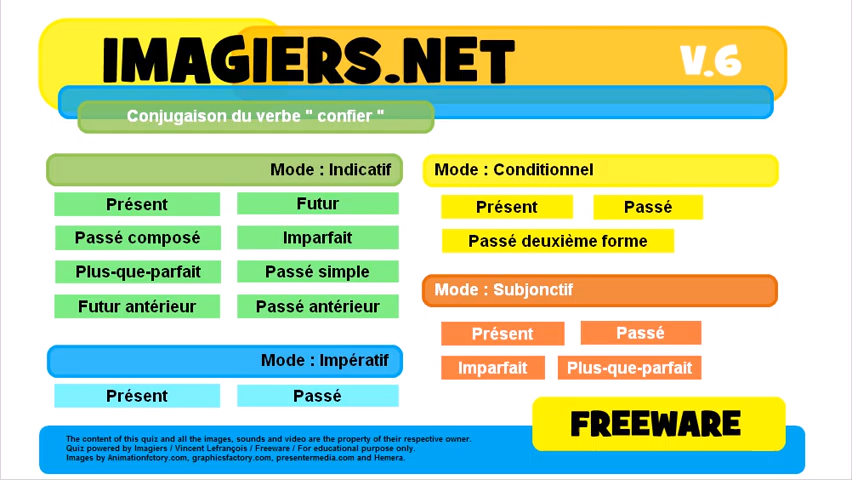 IMAGIERS.NET
V.6
Conjugaison du verbe " confier "
Mode : Indicatif
Présent
Futur
Passé composé
Imparfait
Plus-que-parfait
Passé simple
Futur antérieur
Passé antérieur
Mode : Impératif
Présent
Passé
Mode : Conditionnel
Présent
Passé
Passé deuxième forme
Mode : Subjonctif
Présent
Passé
Imparfait
Plus-que-parfait
FREEWARE
The content of this quiz and all the images, sounds and video are the property of their respective owner.
Quiz powered by Imagiers / Vincent Lefrançois / Freeware / For educational purpose only.
Images by Animationfctory.com, graphicsfactory.com, presentermedia.com and Hemera.